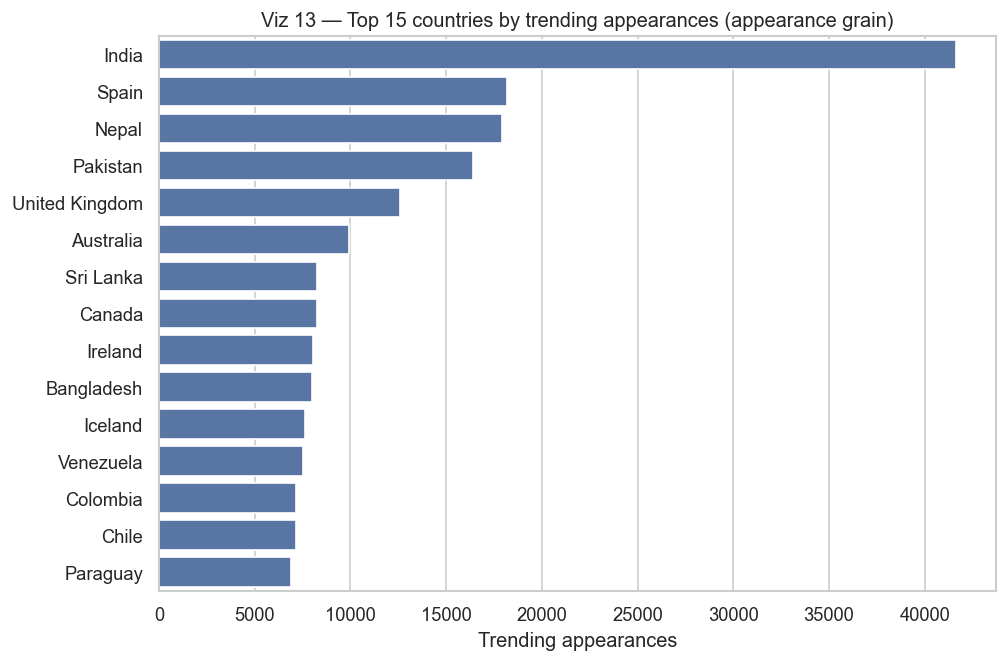 Viz 13 — Top 15 countries by trending appearances (appearance grain)
India
Spain
Nepal
Pakistan
United Kingdom
Australia
Sri Lanka
Canada
Ireland
Bangladesh
Iceland
Venezuela
Colombia
Chile
Paraguay
0 5000 10000 15000 20000 25000 30000 35000 40000
Trending appearances